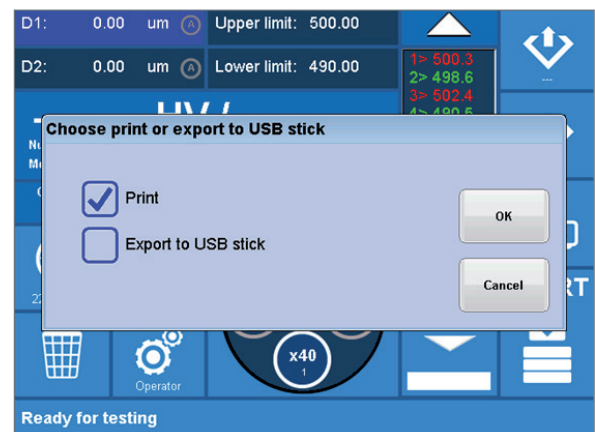 D1: 0.00 um A Upper limit: 500.00
D2: 0.00 um A Lower limit: 490.00
1> 500.3
2> 498.6
3> 502.4
---
Choose print or export to USB stick
Print
Export to USB stick
OK
Cancel
x40
1
Operator
Ready for testing